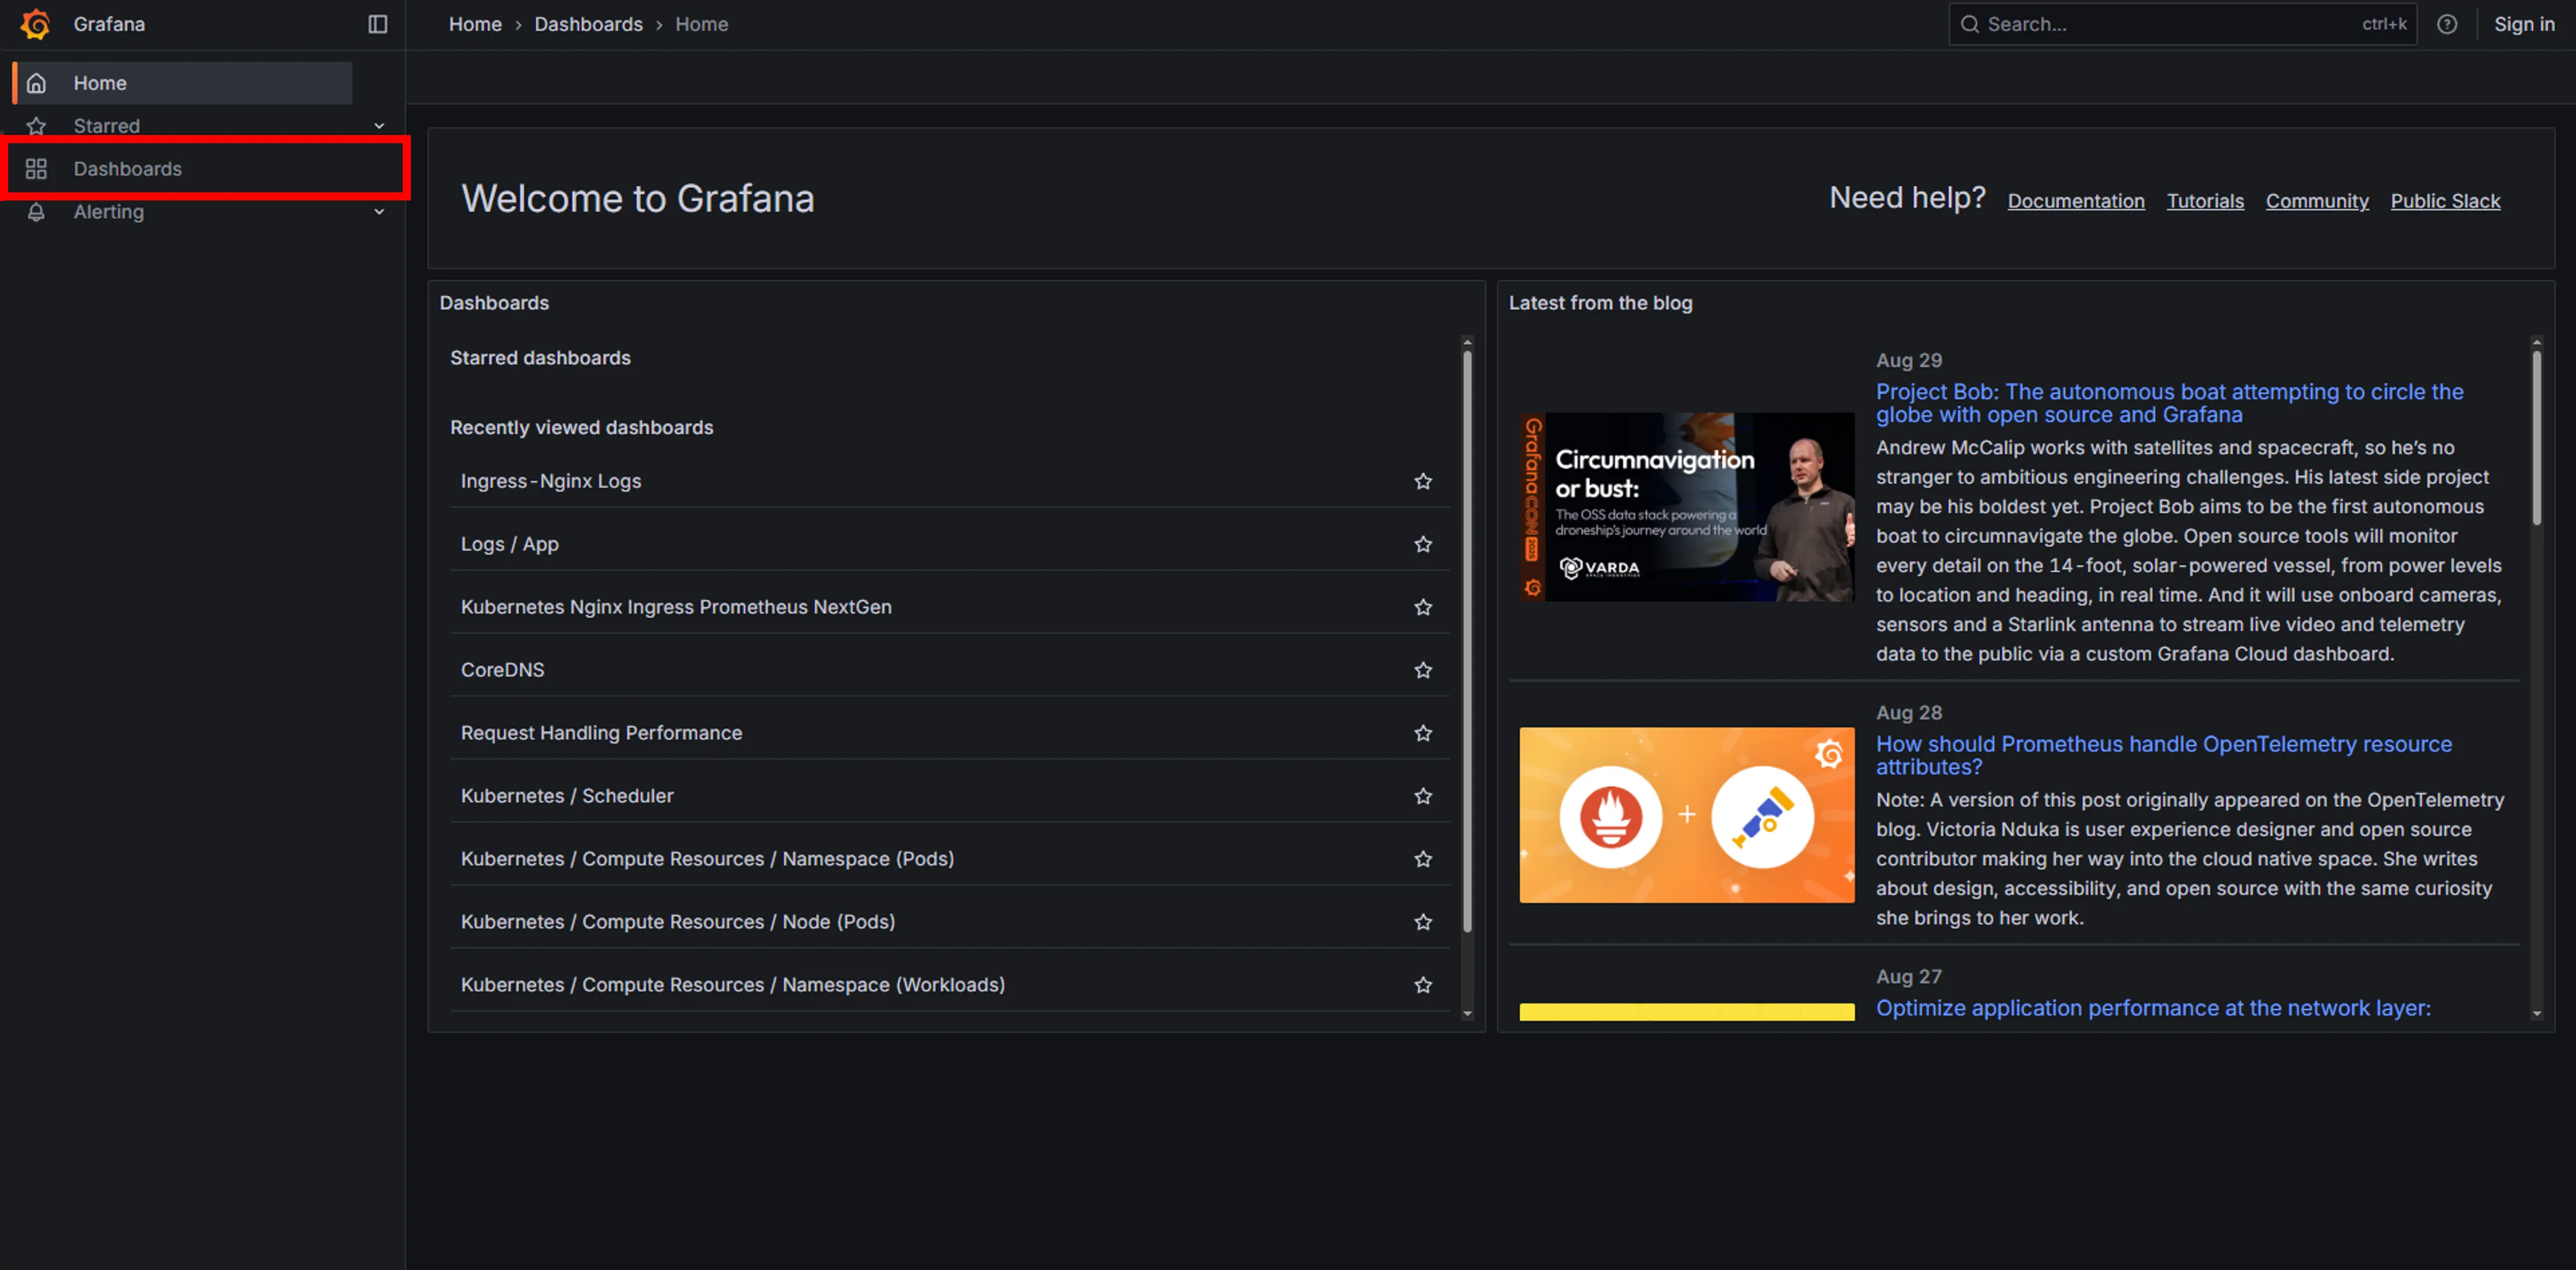 Grafana
Home › Dashboards › Home
Search...
ctrl+k
Sign in
Home
Starred
Dashboards
Alerting
Welcome to Grafana
Need help?
Documentation
Tutorials
Community
Public Slack
Dashboards
Starred dashboards
Recently viewed dashboards
Ingress-Nginx Logs
Logs / App
Kubernetes Nginx Ingress Prometheus NextGen
CoreDNS
Request Handling Performance
Kubernetes / Scheduler
Kubernetes / Compute Resources / Namespace (Pods)
Kubernetes / Compute Resources / Node (Pods)
Kubernetes / Compute Resources / Namespace (Workloads)
Latest from the blog
GrafanaCON 2025
Circumnavigation
or bust:
The OSS data stack powering a
droneship's journey around the world
VARDA
SPACE INDUSTRIES
Aug 29
Project Bob: The autonomous boat attempting to circle the
globe with open source and Grafana
Andrew McCalip works with satellites and spacecraft, so he's no
stranger to ambitious engineering challenges. His latest side project
may be his boldest yet. Project Bob aims to be the first autonomous
boat to circumnavigate the globe. Open source tools will monitor
every detail on the 14-foot, solar-powered vessel, from power levels
to location and heading, in real time. And it will use onboard cameras,
sensors and a Starlink antenna to stream live video and telemetry
data to the public via a custom Grafana Cloud dashboard.
Aug 28
How should Prometheus handle OpenTelemetry resource
attributes?
Note: A version of this post originally appeared on the OpenTelemetry
blog. Victoria Nduka is user experience designer and open source
contributor making her way into the cloud native space. She writes
about design, accessibility, and open source with the same curiosity
she brings to her work.
Aug 27
Optimize application performance at the network layer: